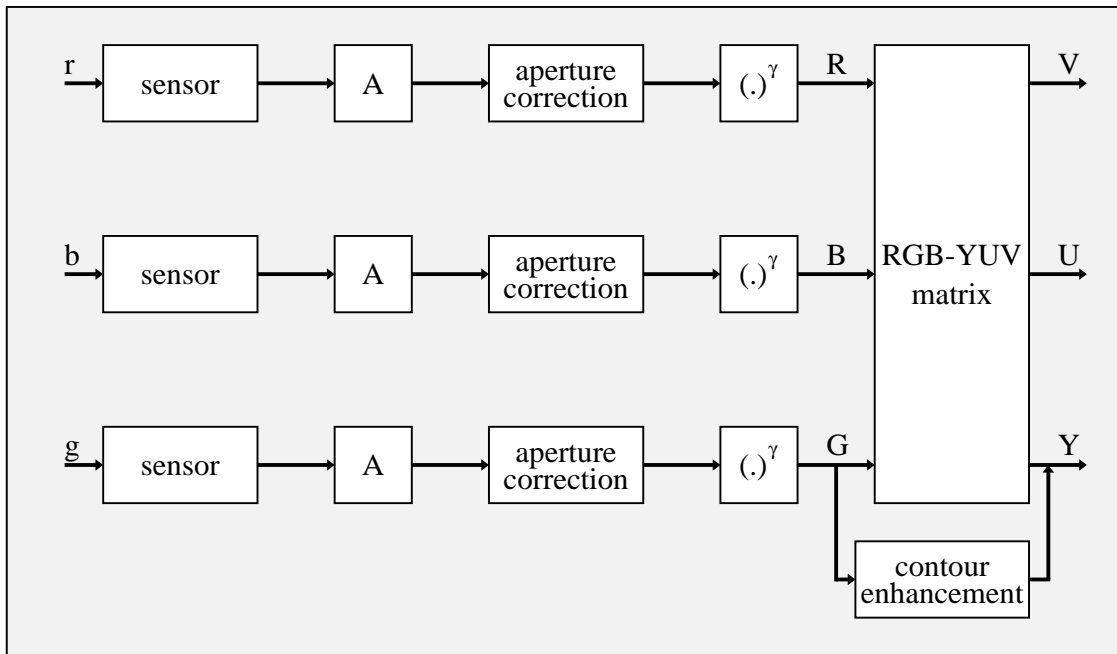 r
sensor
A
aperture
correction
(.)^γ
R
V
b
sensor
A
aperture
correction
(.)^γ
B
RGB-YUV
matrix
U
g
sensor
A
aperture
correction
(.)^γ
G
Y
contour
enhancement